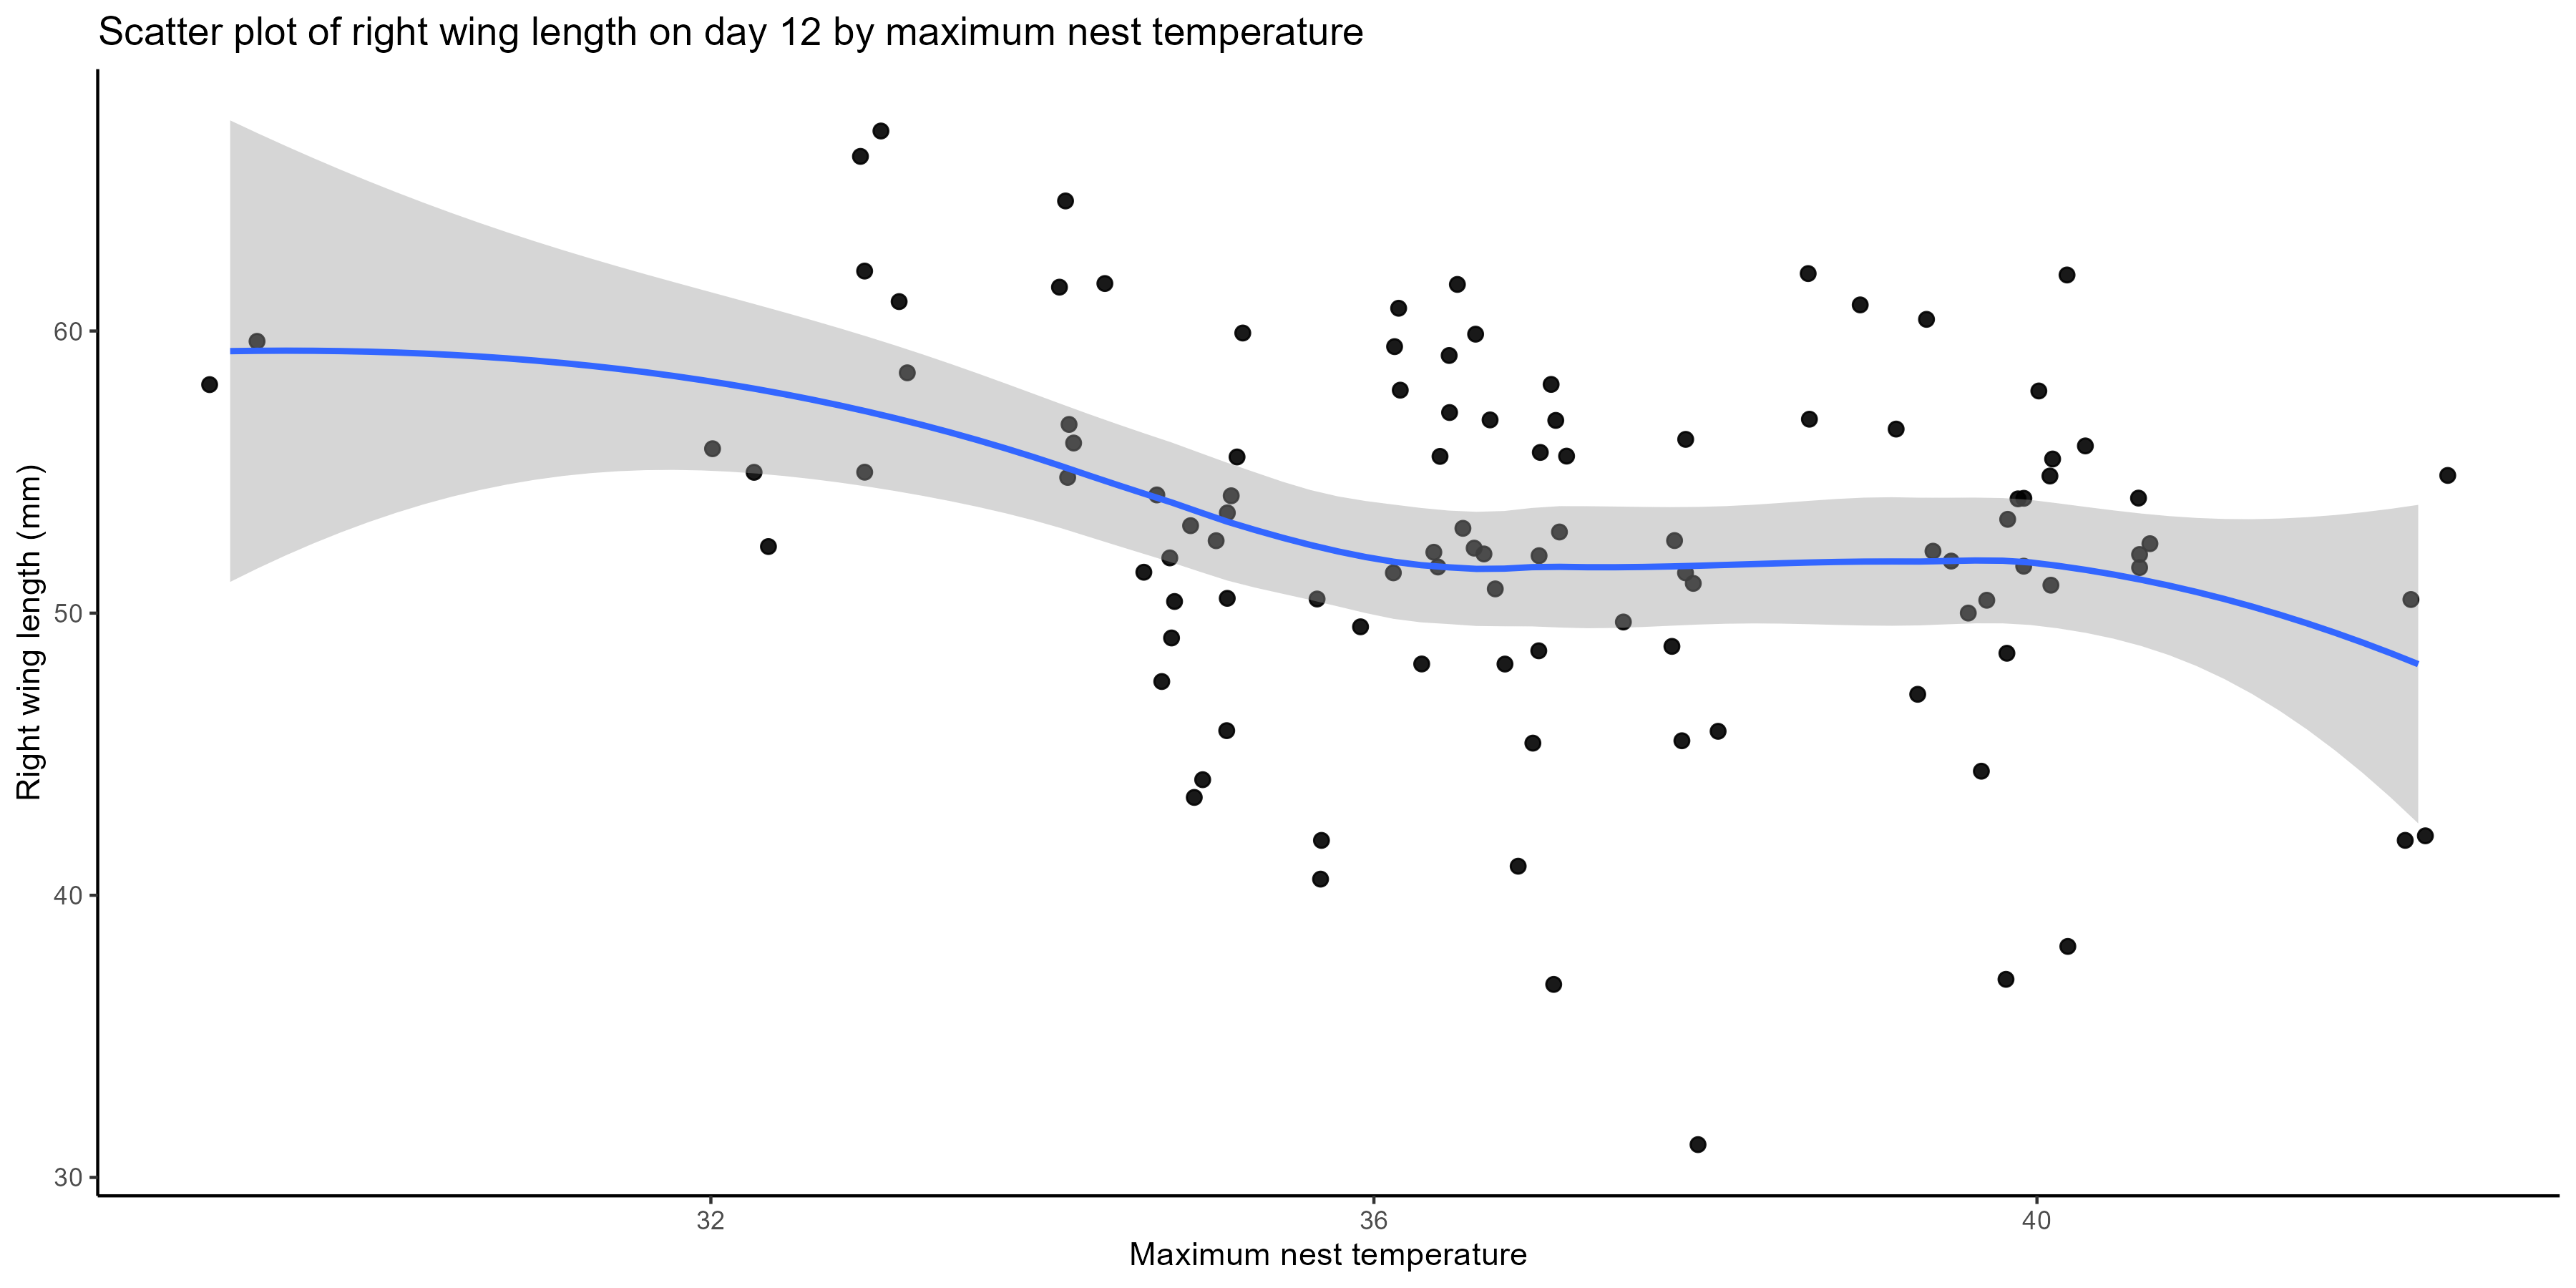 Scatter plot of right wing length on day 12 by maximum nest temperature
Right wing length (mm)
60
50
40
30
32
36
40
Maximum nest temperature